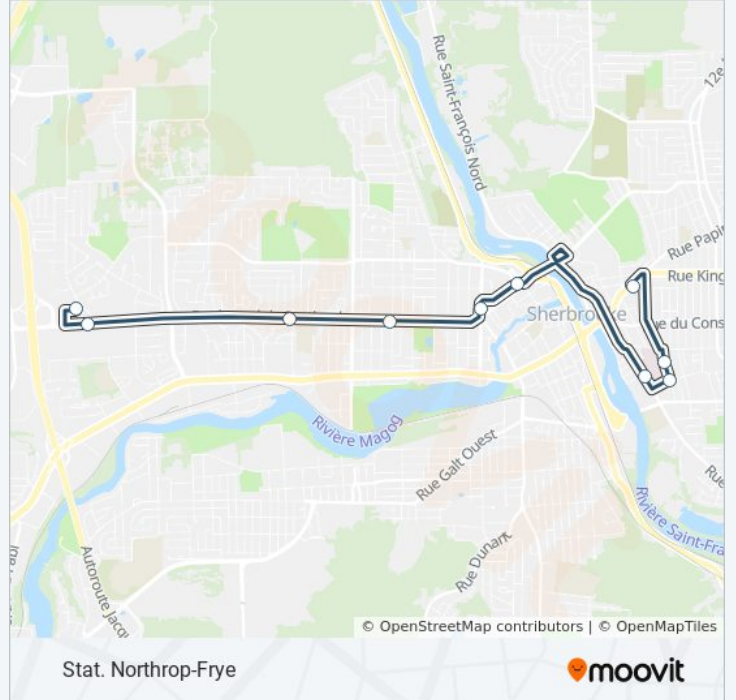 Rue Saint-François Nord
12e
Rue Papi
Rue King
Sherbrooke
e du Cons
Rivière Magog
Rue Galt Ouest
Rue
Rivière Saint-Fra
Rue Dunant
Autoroute Jacq
© OpenStreetMap contributors | © OpenMapTiles
Stat. Northrop-Frye
moovit